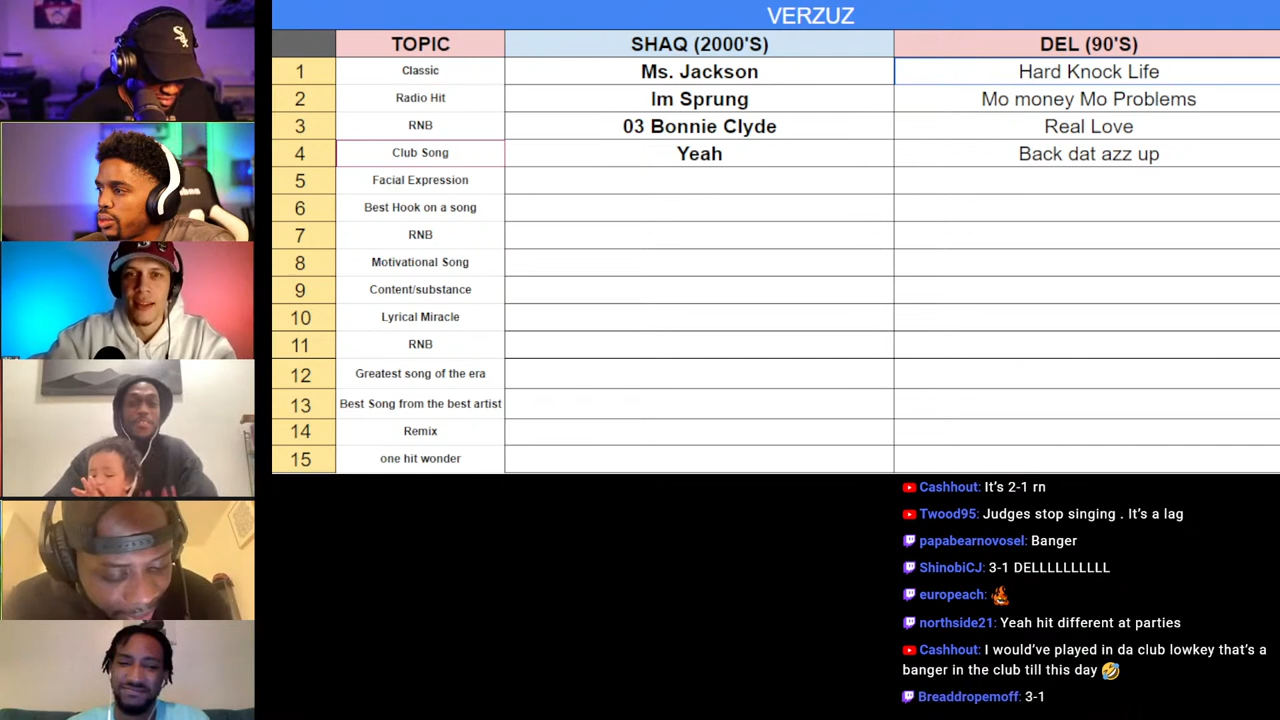 VERZUZ
TOPIC SHAQ (2000'S) DEL (90'S)
1 Classic Ms. Jackson Hard Knock Life
2 Radio Hit Im Sprung Mo money Mo Problems
3 RNB 03 Bonnie Clyde Real Love
4 Club Song Yeah Back dat azz up
5 Facial Expression
6 Best Hook on a song
7 RNB
8 Motivational Song
9 Content/substance
10 Lyrical Miracle
11 RNB
12 Greatest song of the era
13 Best Song from the best artist
14 Remix
15 one hit wonder
Cashhout: It's 2-1 rn
Twood95: Judges stop singing . It's a lag
papabearnovosel: Banger
ShinobiCJ: 3-1 DELLLLLLLLLL
europeach:
northside21: Yeah hit different at parties
Cashhout: I would've played in da club lowkey that's a
banger in the club till this day 🤣
Breaddropemoff: 3-1